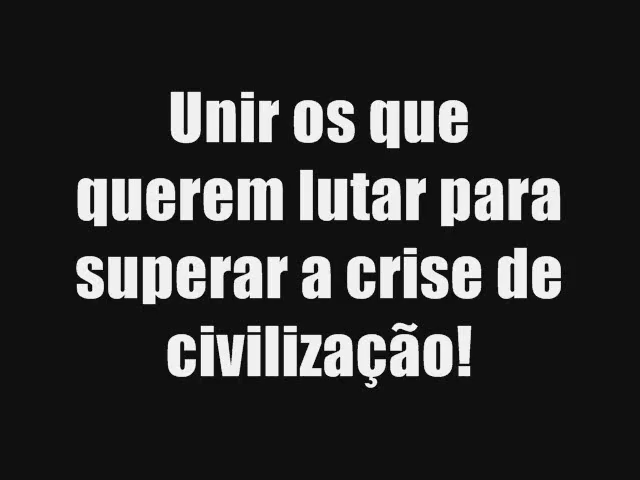 Unir os que
querem lutar para
superar a crise de
civilização!